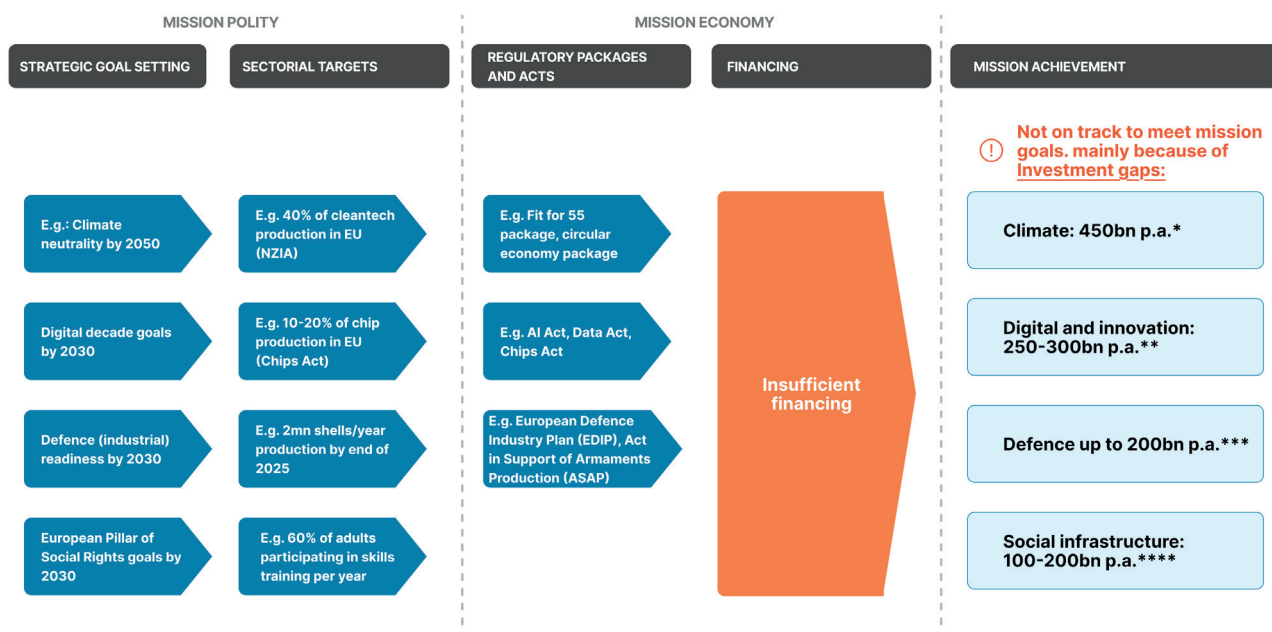 MISSION POLITY
MISSION ECONOMY
STRATEGIC GOAL SETTING
SECTORIAL TARGETS
REGULATORY PACKAGES
AND ACTS
FINANCING
MISSION ACHIEVEMENT
Not on track to meet mission
goals. mainly because of
Investment gaps:
E.g.: Climate
neutrality by 2050
E.g. 40% of cleantech
production in EU
(NZIA)
E.g. Fit for 55
package, circular
economy package
Climate: 450bn p.a.*
Digital decade goals
by 2030
E.g. 10-20% of chip
production in EU
(Chips Act)
E.g. AI Act, Data Act,
Chips Act
Insufficient
financing
Digital and innovation:
250-300bn p.a.**
Defence (industrial)
readiness by 2030
E.g. 2mn shells/year
production by end of
2025
E.g. European Defence
Industry Plan (EDIP), Act
in Support of Armaments
Production (ASAP)
Defence up to 200bn p.a.***
European Pillar of
Social Rights goals by
2030
E.g. 60% of adults
participating in skills
training per year
Social infrastructure:
100-200bn p.a.****